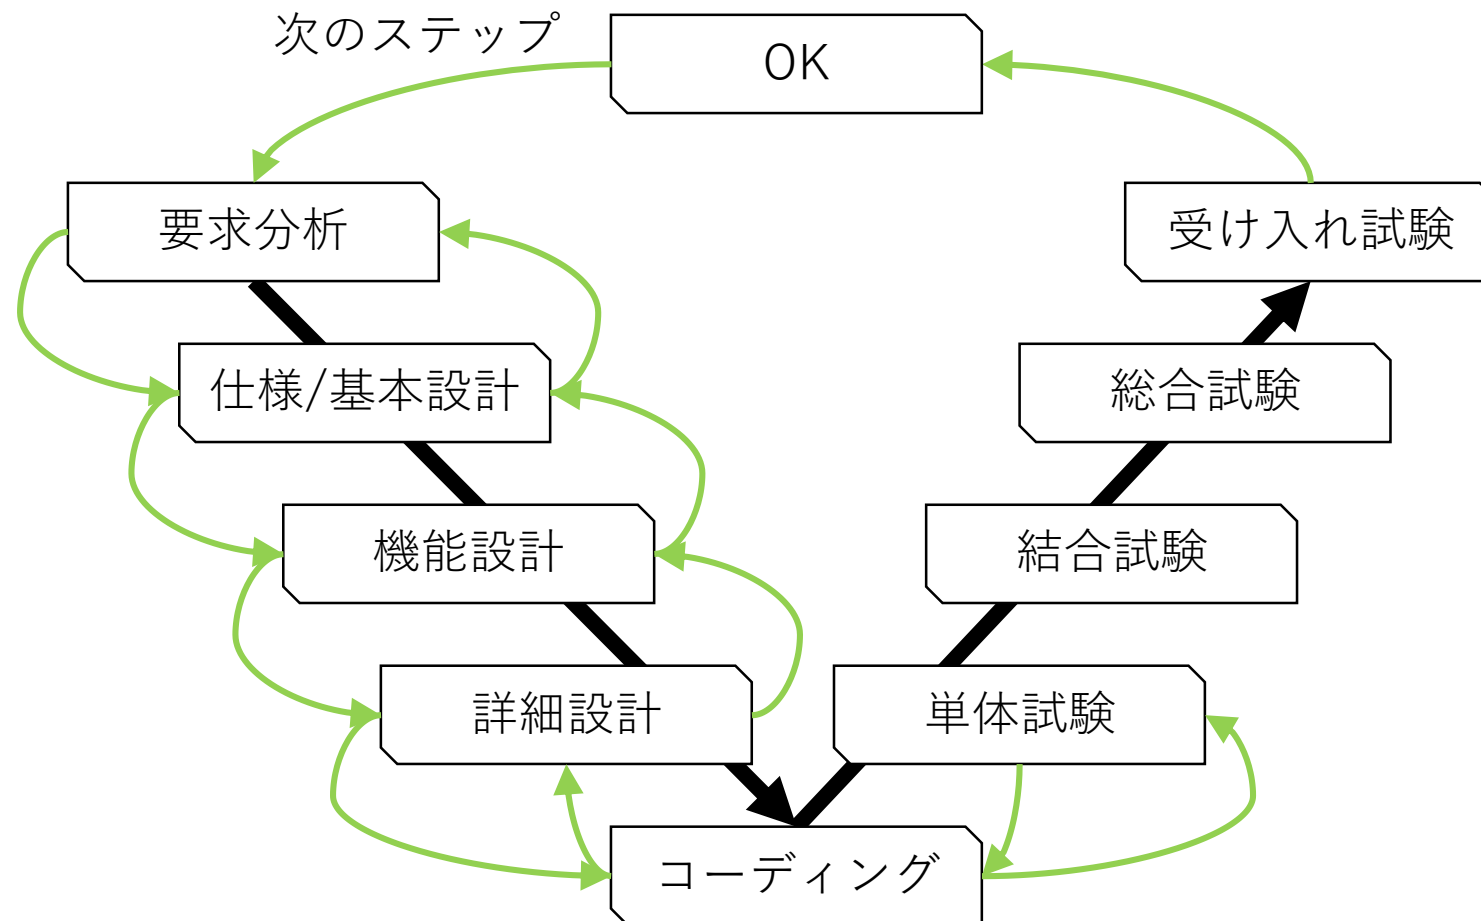 次のステップ
OK
要求分析
受け入れ試験
仕様/基本設計
総合試験
機能設計
結合試験
詳細設計
単体試験
コーディング